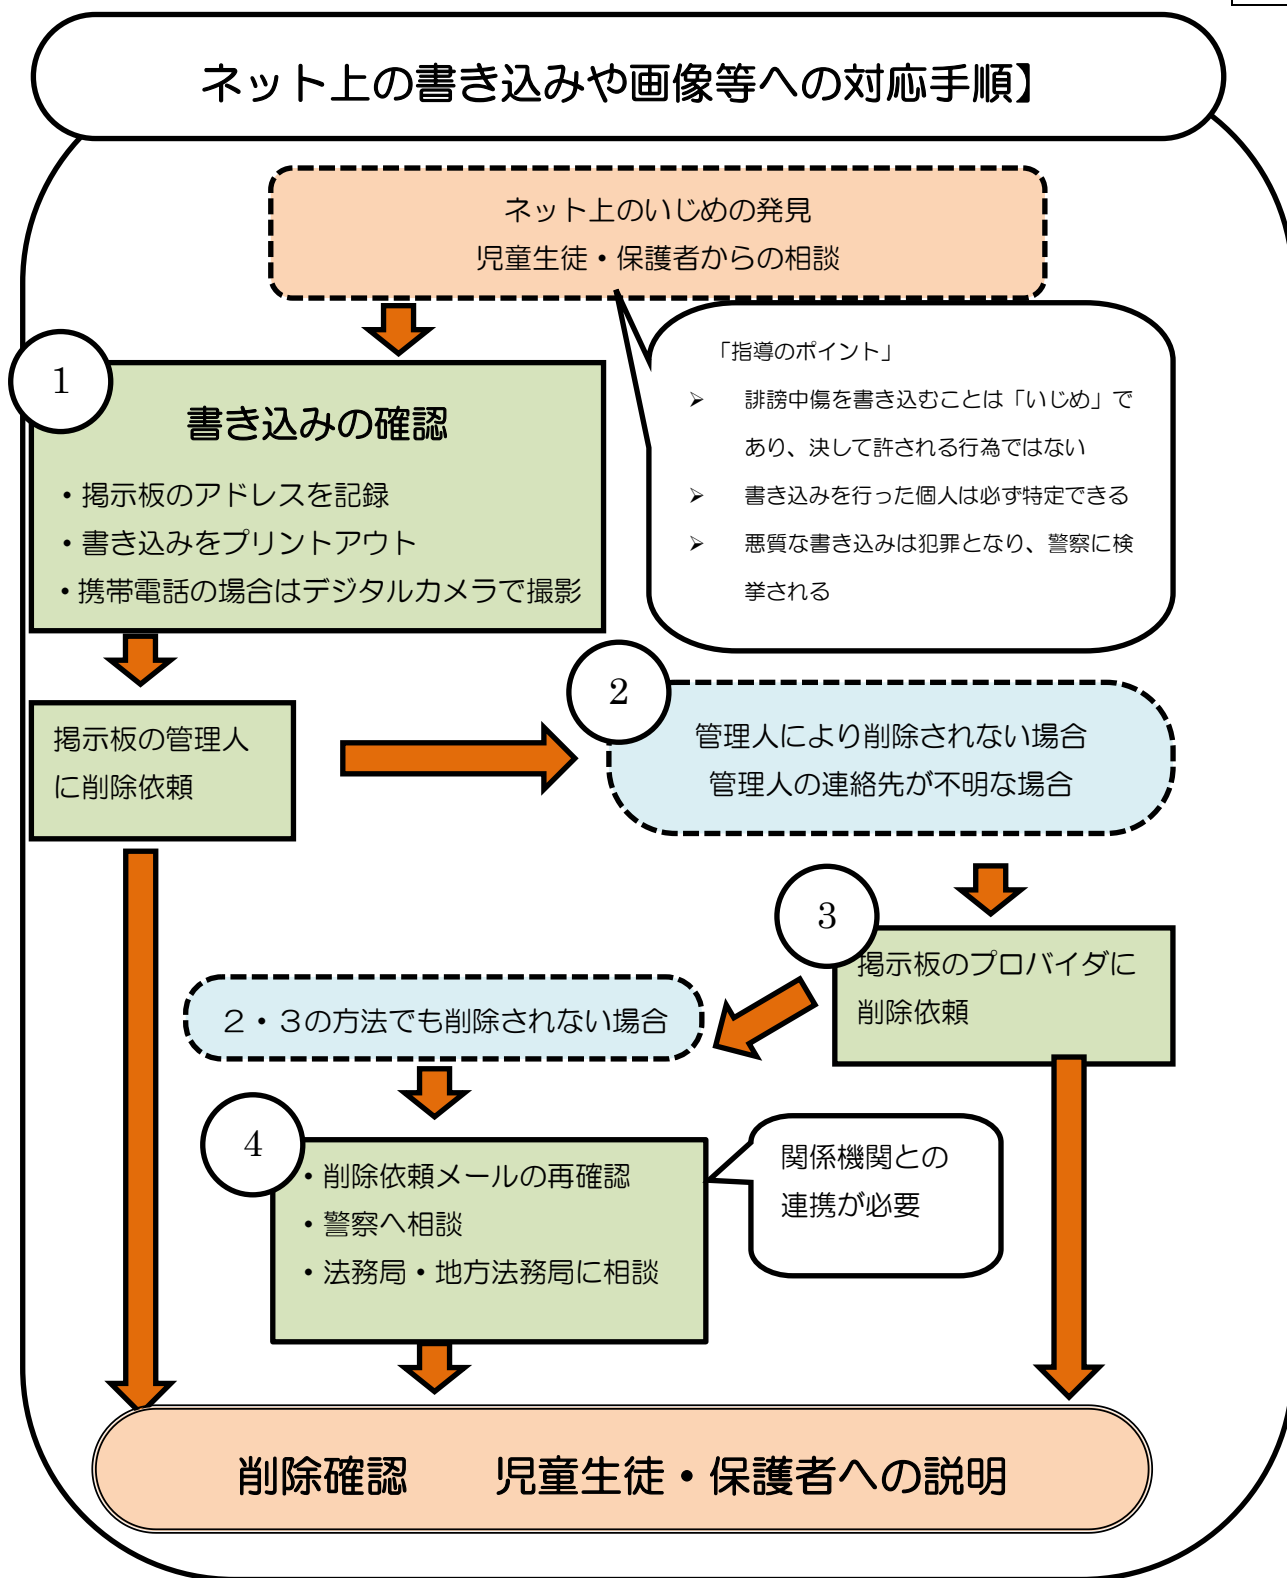 ネット上の書き込みや画像等への対応手順】
ネット上のいじめの発見
児童生徒・保護者からの相談
「指導のポイント」
➢ 誹謗中傷を書き込むことは「いじめ」で
あり、決して許される行為ではない
➢ 書き込みを行った個人は必ず特定できる
➢ 悪質な書き込みは犯罪となり、警察に検
挙される
1
書き込みの確認
・掲示板のアドレスを記録
・書き込みをプリントアウト
・携帯電話の場合はデジタルカメラで撮影
掲示板の管理人
に削除依頼
2
管理人により削除されない場合
管理人の連絡先が不明な場合
3
掲示板のプロバイダに
削除依頼
２・３の方法でも削除されない場合
4
・削除依頼メールの再確認
・警察へ相談
・法務局・地方法務局に相談
関係機関との
連携が必要
削除確認　　児童生徒・保護者への説明